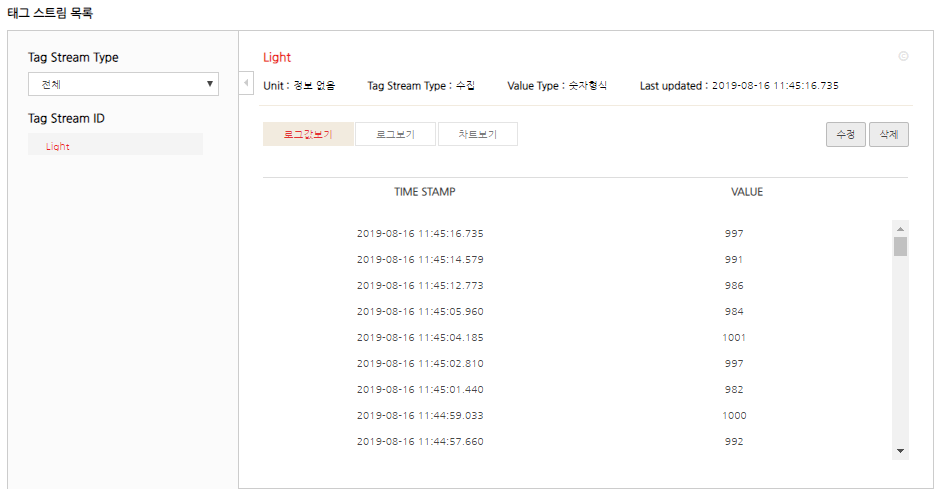 태그 스트림 목록
Tag Stream Type
전체
Tag Stream ID
Light
Light
Unit : 정보 없음 Tag Stream Type : 수집 Value Type : 숫자형식 Last updated : 2019-08-16 11:45:16.735
로그값보기 로그보기 차트보기 수정 삭제
TIME STAMP VALUE
2019-08-16 11:45:16.735 997
2019-08-16 11:45:14.579 991
2019-08-16 11:45:12.773 986
2019-08-16 11:45:05.960 984
2019-08-16 11:45:04.185 1001
2019-08-16 11:45:02.810 997
2019-08-16 11:45:01.440 982
2019-08-16 11:44:59.033 1000
2019-08-16 11:44:57.660 992